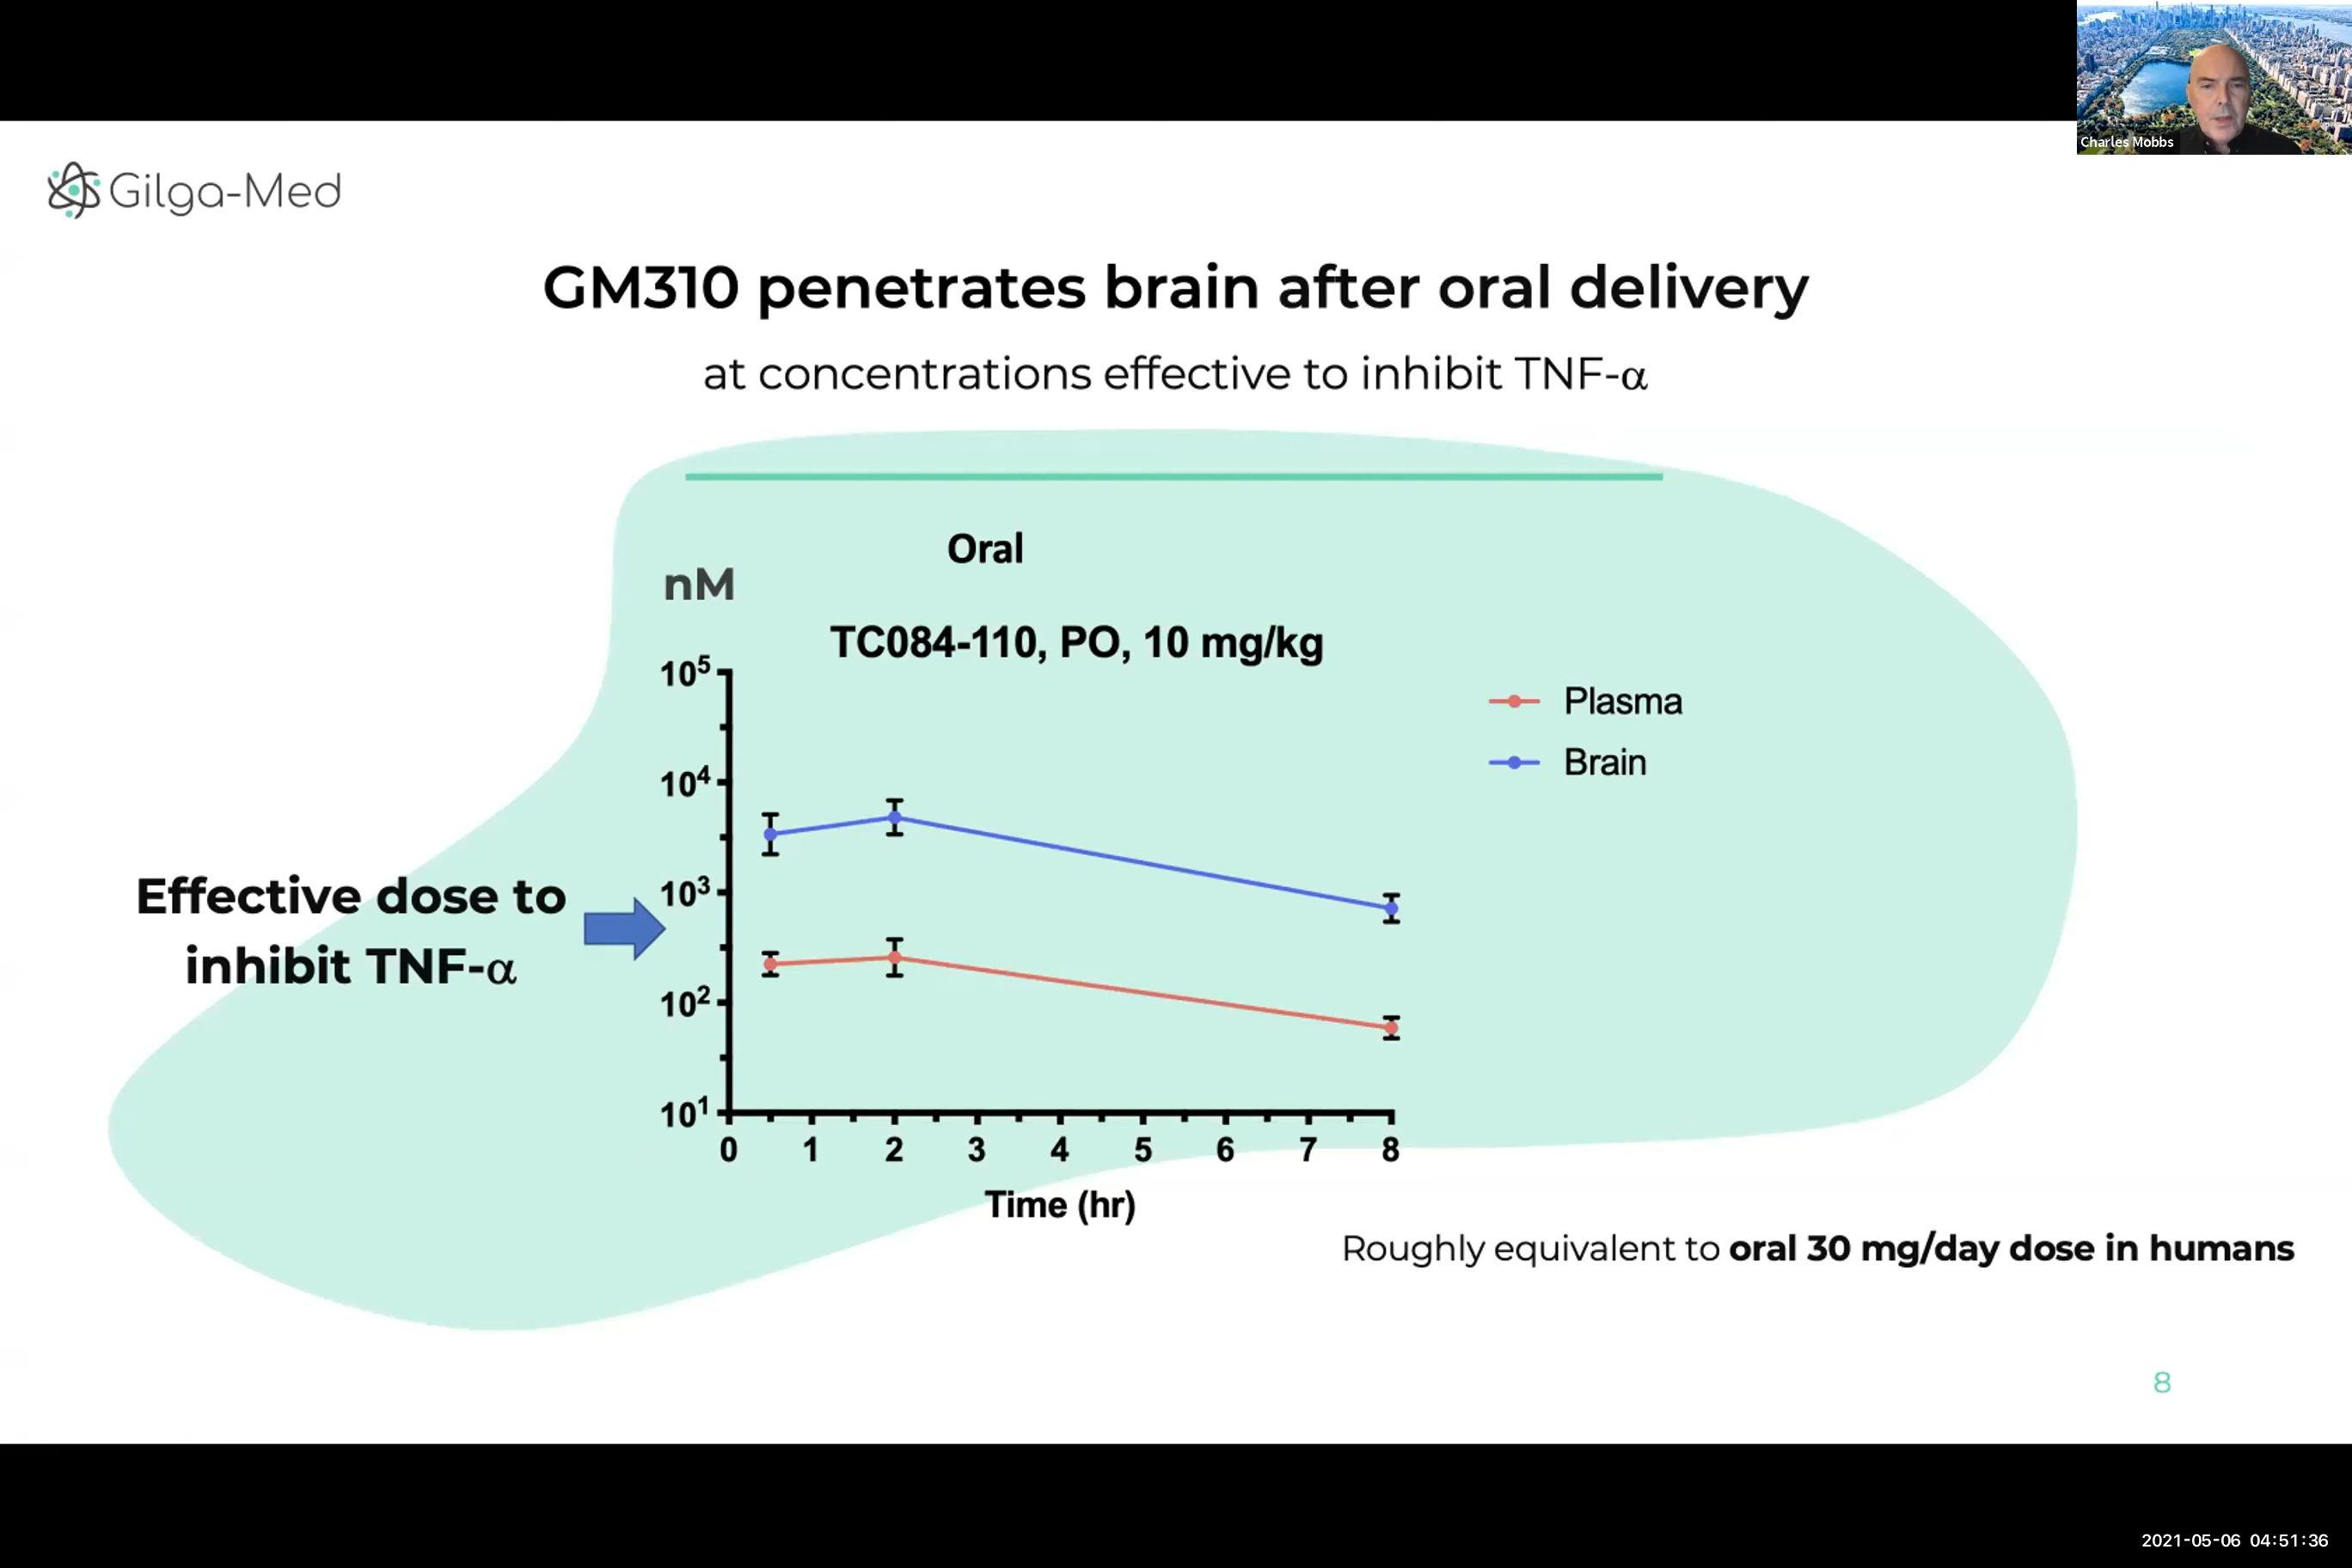 Charles Mobbs
Gilga-Med
GM310 penetrates brain after oral delivery
at concentrations effective to inhibit TNF-α
Oral
nM
TC084-110, PO, 10 mg/kg
10⁵
10⁴
10³
10²
10¹
Plasma
Brain
Effective dose to
inhibit TNF-α
0 1 2 3 4 5 6 7 8
Time (hr)
Roughly equivalent to oral 30 mg/day dose in humans
8
2021-05-06 04:51:36